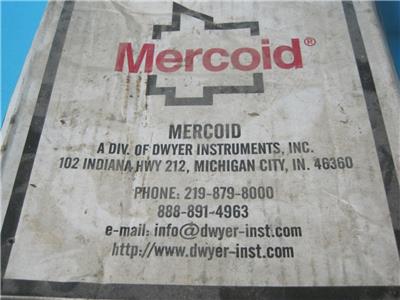 Mercoid®
MERCOID
A DIV. OF DWYER INSTRUMENTS, INC.
102 INDIANA HWY 212, MICHIGAN CITY, IN. 46360
PHONE: 219-879-8000
888-891-4963
e-mail: info@dwyer-inst.com
http://www.dwyer-inst.com